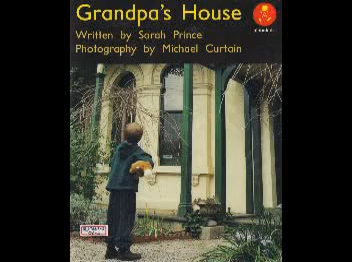 Grandpa's House
Written by Sarah Prince
Photography by Michael Curtain